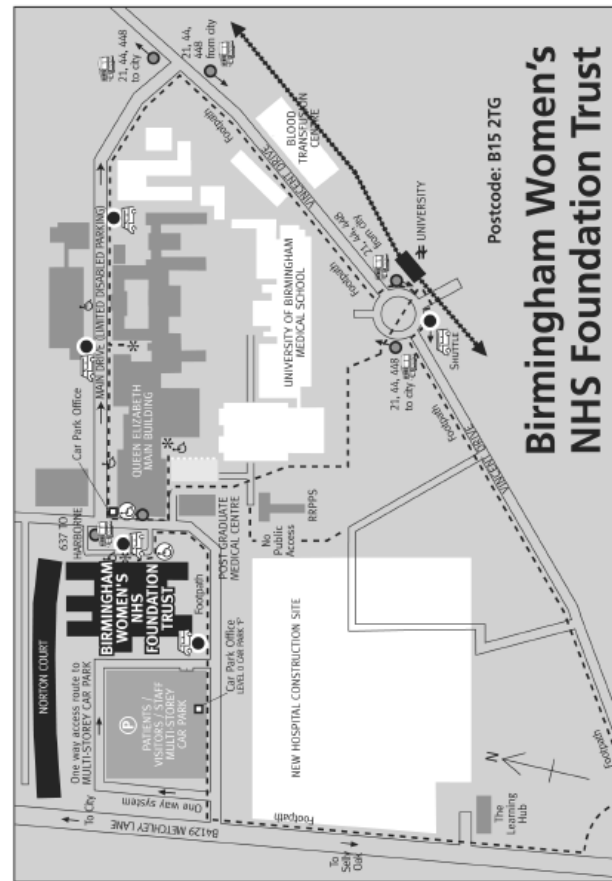 Birmingham Women's
NHS Foundation Trust
Postcode: B15 2TG
NORTON COURT
One way access route to
MULTI-STOREY CAR PARK
To City
B4129 METCHLEY LANE
One way system
P
PATIENTS /
VISITORS / STAFF
MULTI-STOREY
CAR PARK
Car Park Office
LEVEL 0 CAR PARK "P"
BIRMINGHAM
WOMEN'S
NHS
FOUNDATION
TRUST
Footpath
637 TO
HARBORNE
Car Park Office
MAIN DRIVE (LIMITED DISABLED PARKING)
QUEEN ELIZABETH
MAIN BUILDING
POST GRADUATE
MEDICAL CENTRE
No
Public
Access
RRPPS
UNIVERSITY OF BIRMINGHAM
MEDICAL SCHOOL
21, 44, 448
to city
21, 44,
448
from city
Footpath
VINCENT DRIVE
BLOOD
TRANSFUSION
CENTRE
Footpath
21, 44, 448
from city
UNIVERSITY
SHUTTLE
21, 44, 448
to city
Footpath
VINCENT DRIVE
NEW HOSPITAL CONSTRUCTION SITE
Footpath
To
Selly
Oak
The
Learning
Hub
N
Footpath